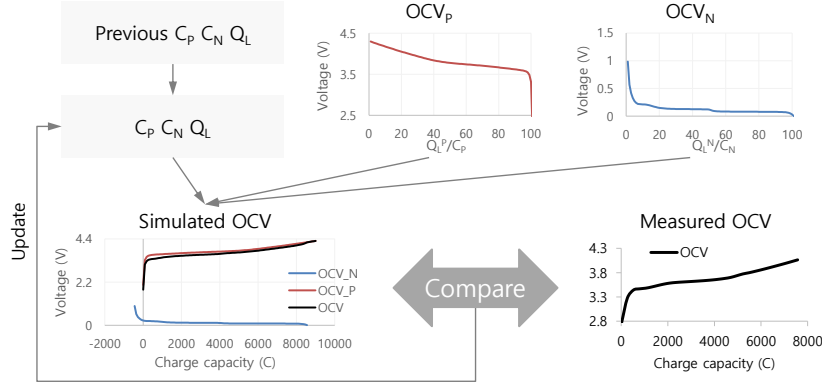 Previous C_P C_N Q_L
C_P C_N Q_L
Update
OCV_P
Voltage (V)
4.5
3.5
2.5
0 20 40 60 80 100
Q_L^P/C_P
OCV_N
Voltage (V)
1.5
1
0.5
0
0 20 40 60 80 100
Q_L^N/C_N
Simulated OCV
Voltage (V)
4.4
2.2
0
-2000 0 2000 4000 6000 8000 10000
Charge capacity (C)
OCV_N
OCV_P
OCV
Compare
Measured OCV
Voltage (V)
4.3
3.8
3.3
2.8
0 2000 4000 6000 8000
Charge capacity (C)
OCV